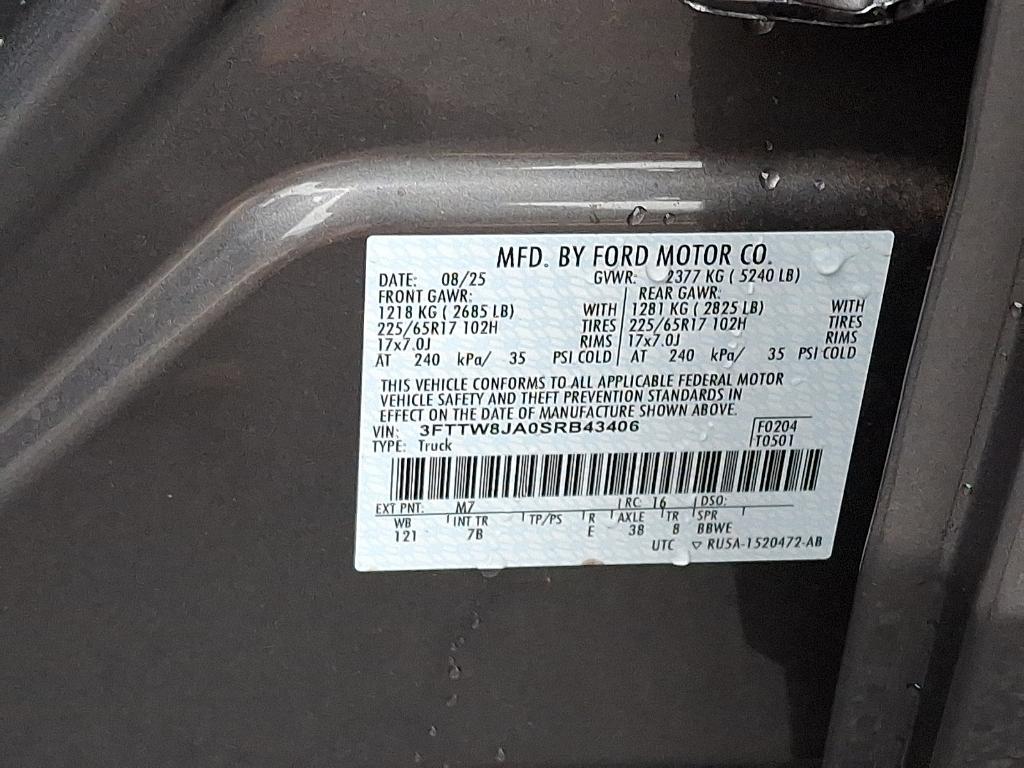 MFD. BY FORD MOTOR CO.
DATE: 08/25 GVWR: 2377 KG ( 5240 LB)
FRONT GAWR: REAR GAWR:
1218 KG ( 2685 LB) WITH 1281 KG ( 2825 LB) WITH
225/65R17 102H TIRES 225/65R17 102H TIRES
17x7.0J RIMS 17x7.0J RIMS
AT 240 kPa/ 35 PSI COLD AT 240 kPa/ 35 PSI COLD
THIS VEHICLE CONFORMS TO ALL APPLICABLE FEDERAL MOTOR
VEHICLE SAFETY AND THEFT PREVENTION STANDARDS IN
EFFECT ON THE DATE OF MANUFACTURE SHOWN ABOVE.
VIN: 3FTTW8JA0SRB43406 F0204
TYPE: Truck T0501
EXT PNT: M7 RC: 16 DSO:
WB INT TR TP/PS R AXLE TR SPR
121 7B E 38 8 BBWE
UTC ▽ RU5A-1520472-AB